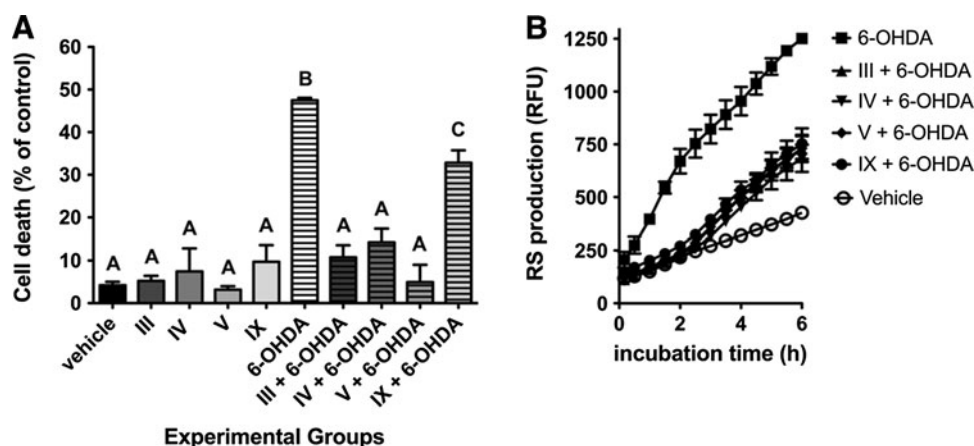 A
Cell death (% of control)
60
50
40
30
20
10
0
A
A
A
A
A
B
A
A
A
C
vehicle
III
IV
V
IX
6-OHDA
III + 6-OHDA
IV + 6-OHDA
V + 6-OHDA
IX + 6-OHDA
Experimental Groups
B
RS production (RFU)
1250
1000
750
500
250
0
0
2
4
6
incubation time (h)
6-OHDA
III + 6-OHDA
IV + 6-OHDA
V + 6-OHDA
IX + 6-OHDA
Vehicle